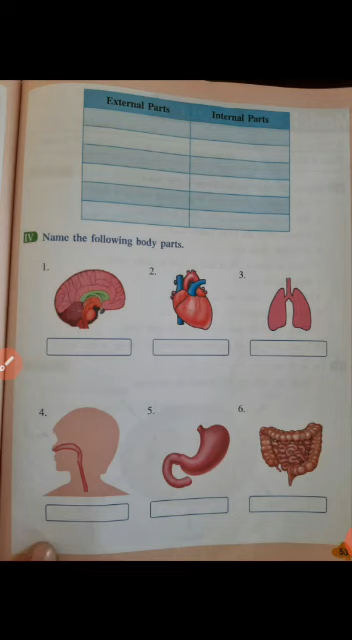 External Parts
Internal Parts
IV Name the following body parts.
1.
2.
3.
4.
5.
6.